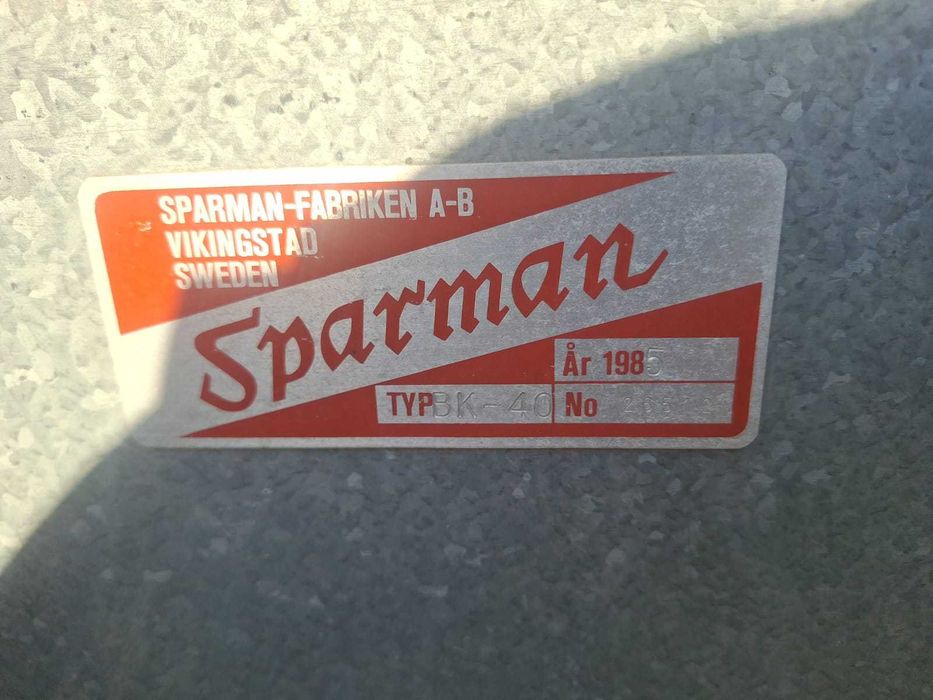 SPARMAN-FABRIKEN A-B
VIKINGSTAD
SWEDEN
Sparman
År 1985
TYP BK-40 No